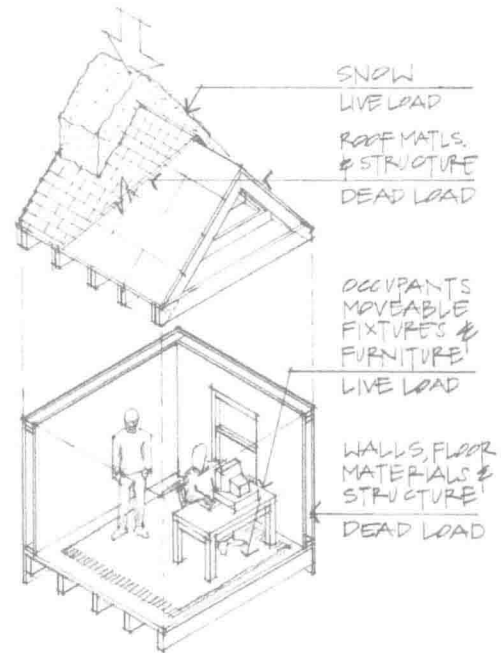 SNOW
LIVE LOAD
ROOF MATLS.
& STRUCTURE
DEAD LOAD
OCCUPANTS
MOVEABLE
FIXTURES &
FURNITURE
LIVE LOAD
WALLS, FLOOR
MATERIALS &
STRUCTURE
DEAD LOAD